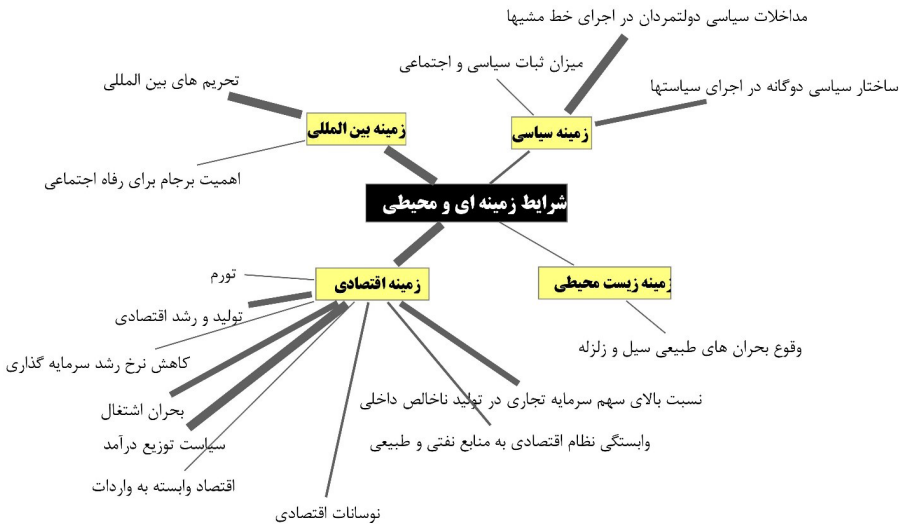 مداخلات سیاسی دولتمردان در اجرای خط مشیها
میزان ثبات سیاسی و اجتماعی
ساختار سیاسی دوگانه در اجرای سیاستها
زمینه سیاسی
تحریم های بین المللی
زمینه بین المللی
اهمیت برجام برای رفاه اجتماعی
شرایط زمینه ای و محیطی
زمینه زیست محیطی
وقوع بحران های طبیعی سیل و زلزله
زمینه اقتصادی
تورم
تولید و رشد اقتصادی
کاهش نرخ رشد سرمایه گذاری
بحران اشتغال
سیاست توزیع درآمد
اقتصاد وابسته به واردات
نوسانات اقتصادی
وابستگی نظام اقتصادی به منابع نفتی و طبیعی
نسبت بالای سهم سرمایه تجاری در تولید ناخالص داخلی